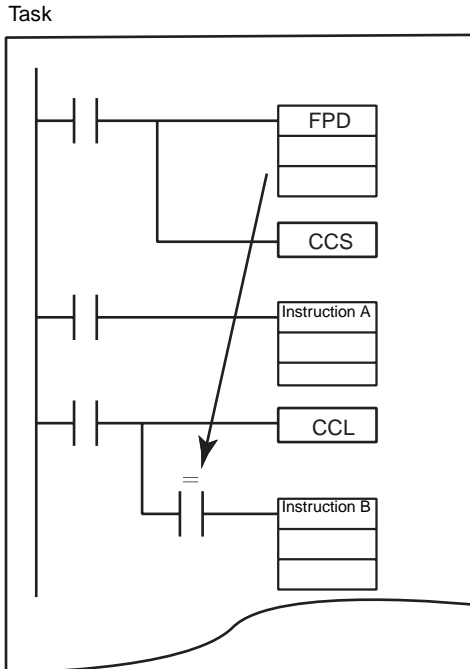 Task
FPD
CCS
Instruction A
CCL
=
Instruction B